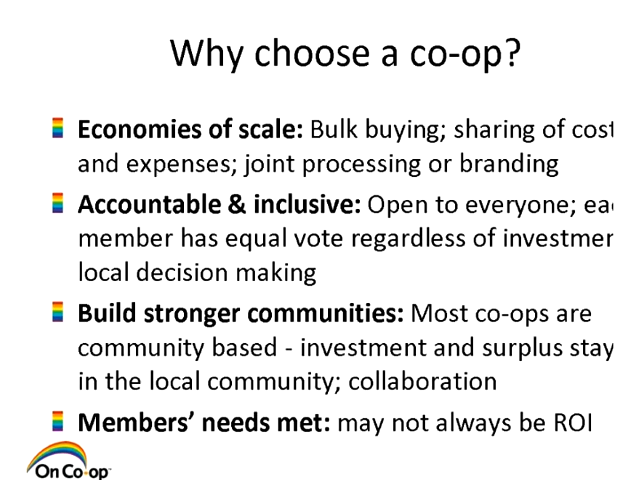 Why choose a co-op?
Economies of scale: Bulk buying; sharing of cost
and expenses; joint processing or branding
Accountable & inclusive: Open to everyone; ea
member has equal vote regardless of investmen
local decision making
Build stronger communities: Most co-ops are
community based - investment and surplus stay
in the local community; collaboration
Members’ needs met: may not always be ROI
On Co-op